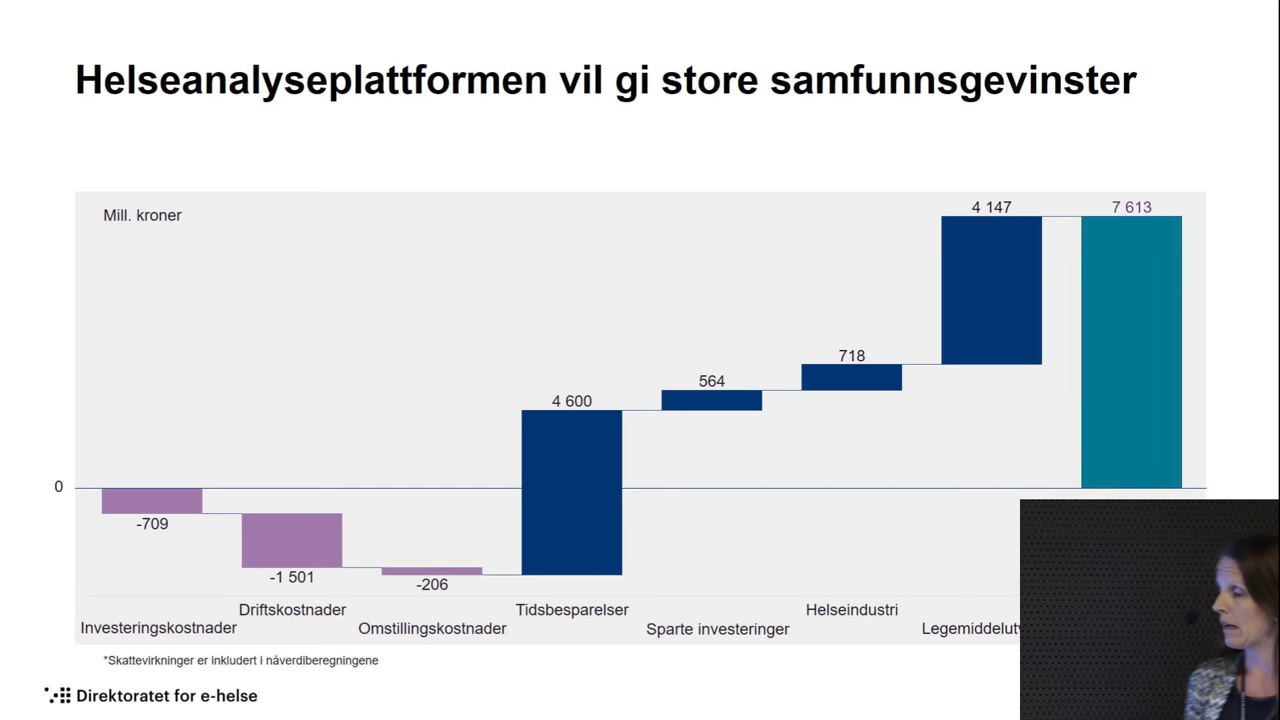 Helseanalyseplattformen vil gi store samfunnsgevinster
Mill. kroner
4 147
7 613
718
564
4 600
0
-709
-1 501
-206
Driftskostnader
Tidsbesparelser
Helseindustri
Investeringskostnader
Omstillingskostnader
Sparte investeringer
*Skattevirkninger er inkludert i nåverdiberegningene
Direktoratet for e-helse